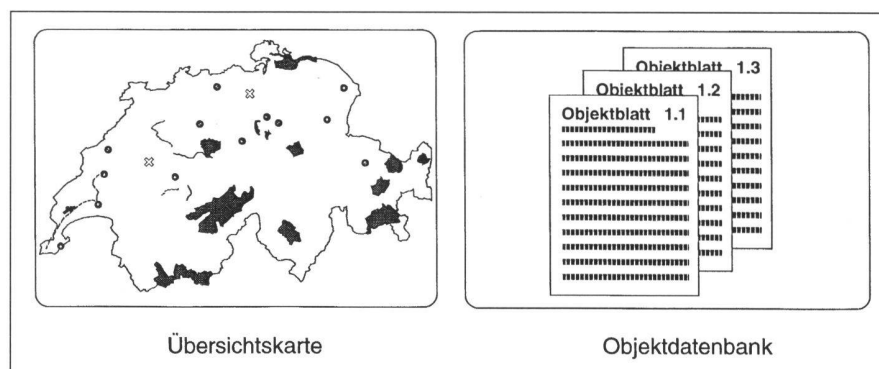 Objektblatt 1.3
Objektblatt 1.2
Objektblatt 1.1
Übersichtskarte
Objektdatenbank